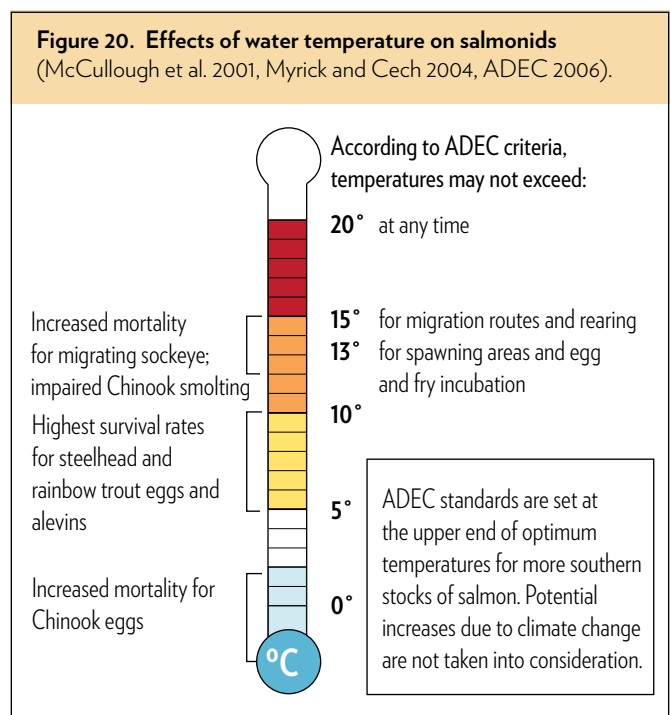 Figure 20. Effects of water temperature on salmonids
(McCullough et al. 2001, Myrick and Cech 2004, ADEC 2006).
According to ADEC criteria,
temperatures may not exceed:
20° at any time
15° for migration routes and rearing
13° for spawning areas and egg
and fry incubation
10°
5°
0°
Increased mortality
for migrating sockeye;
impaired Chinook smolting
Highest survival rates
for steelhead and
rainbow trout eggs and
alevins
Increased mortality for
Chinook eggs
°C
ADEC standards are set at
the upper end of optimum
temperatures for more southern
stocks of salmon. Potential
increases due to climate change
are not taken into consideration.